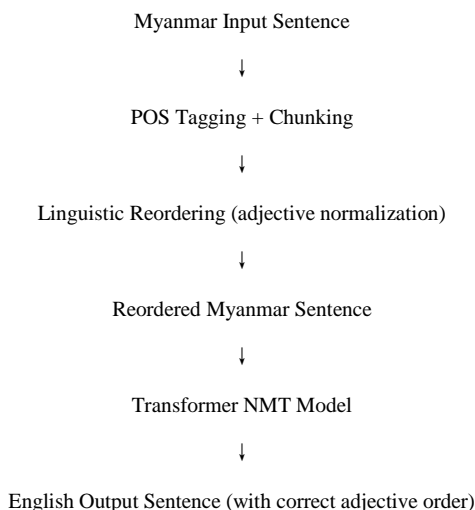 Myanmar Input Sentence
↓
POS Tagging + Chunking
↓
Linguistic Reordering (adjective normalization)
↓
Reordered Myanmar Sentence
↓
Transformer NMT Model
↓
English Output Sentence (with correct adjective order)